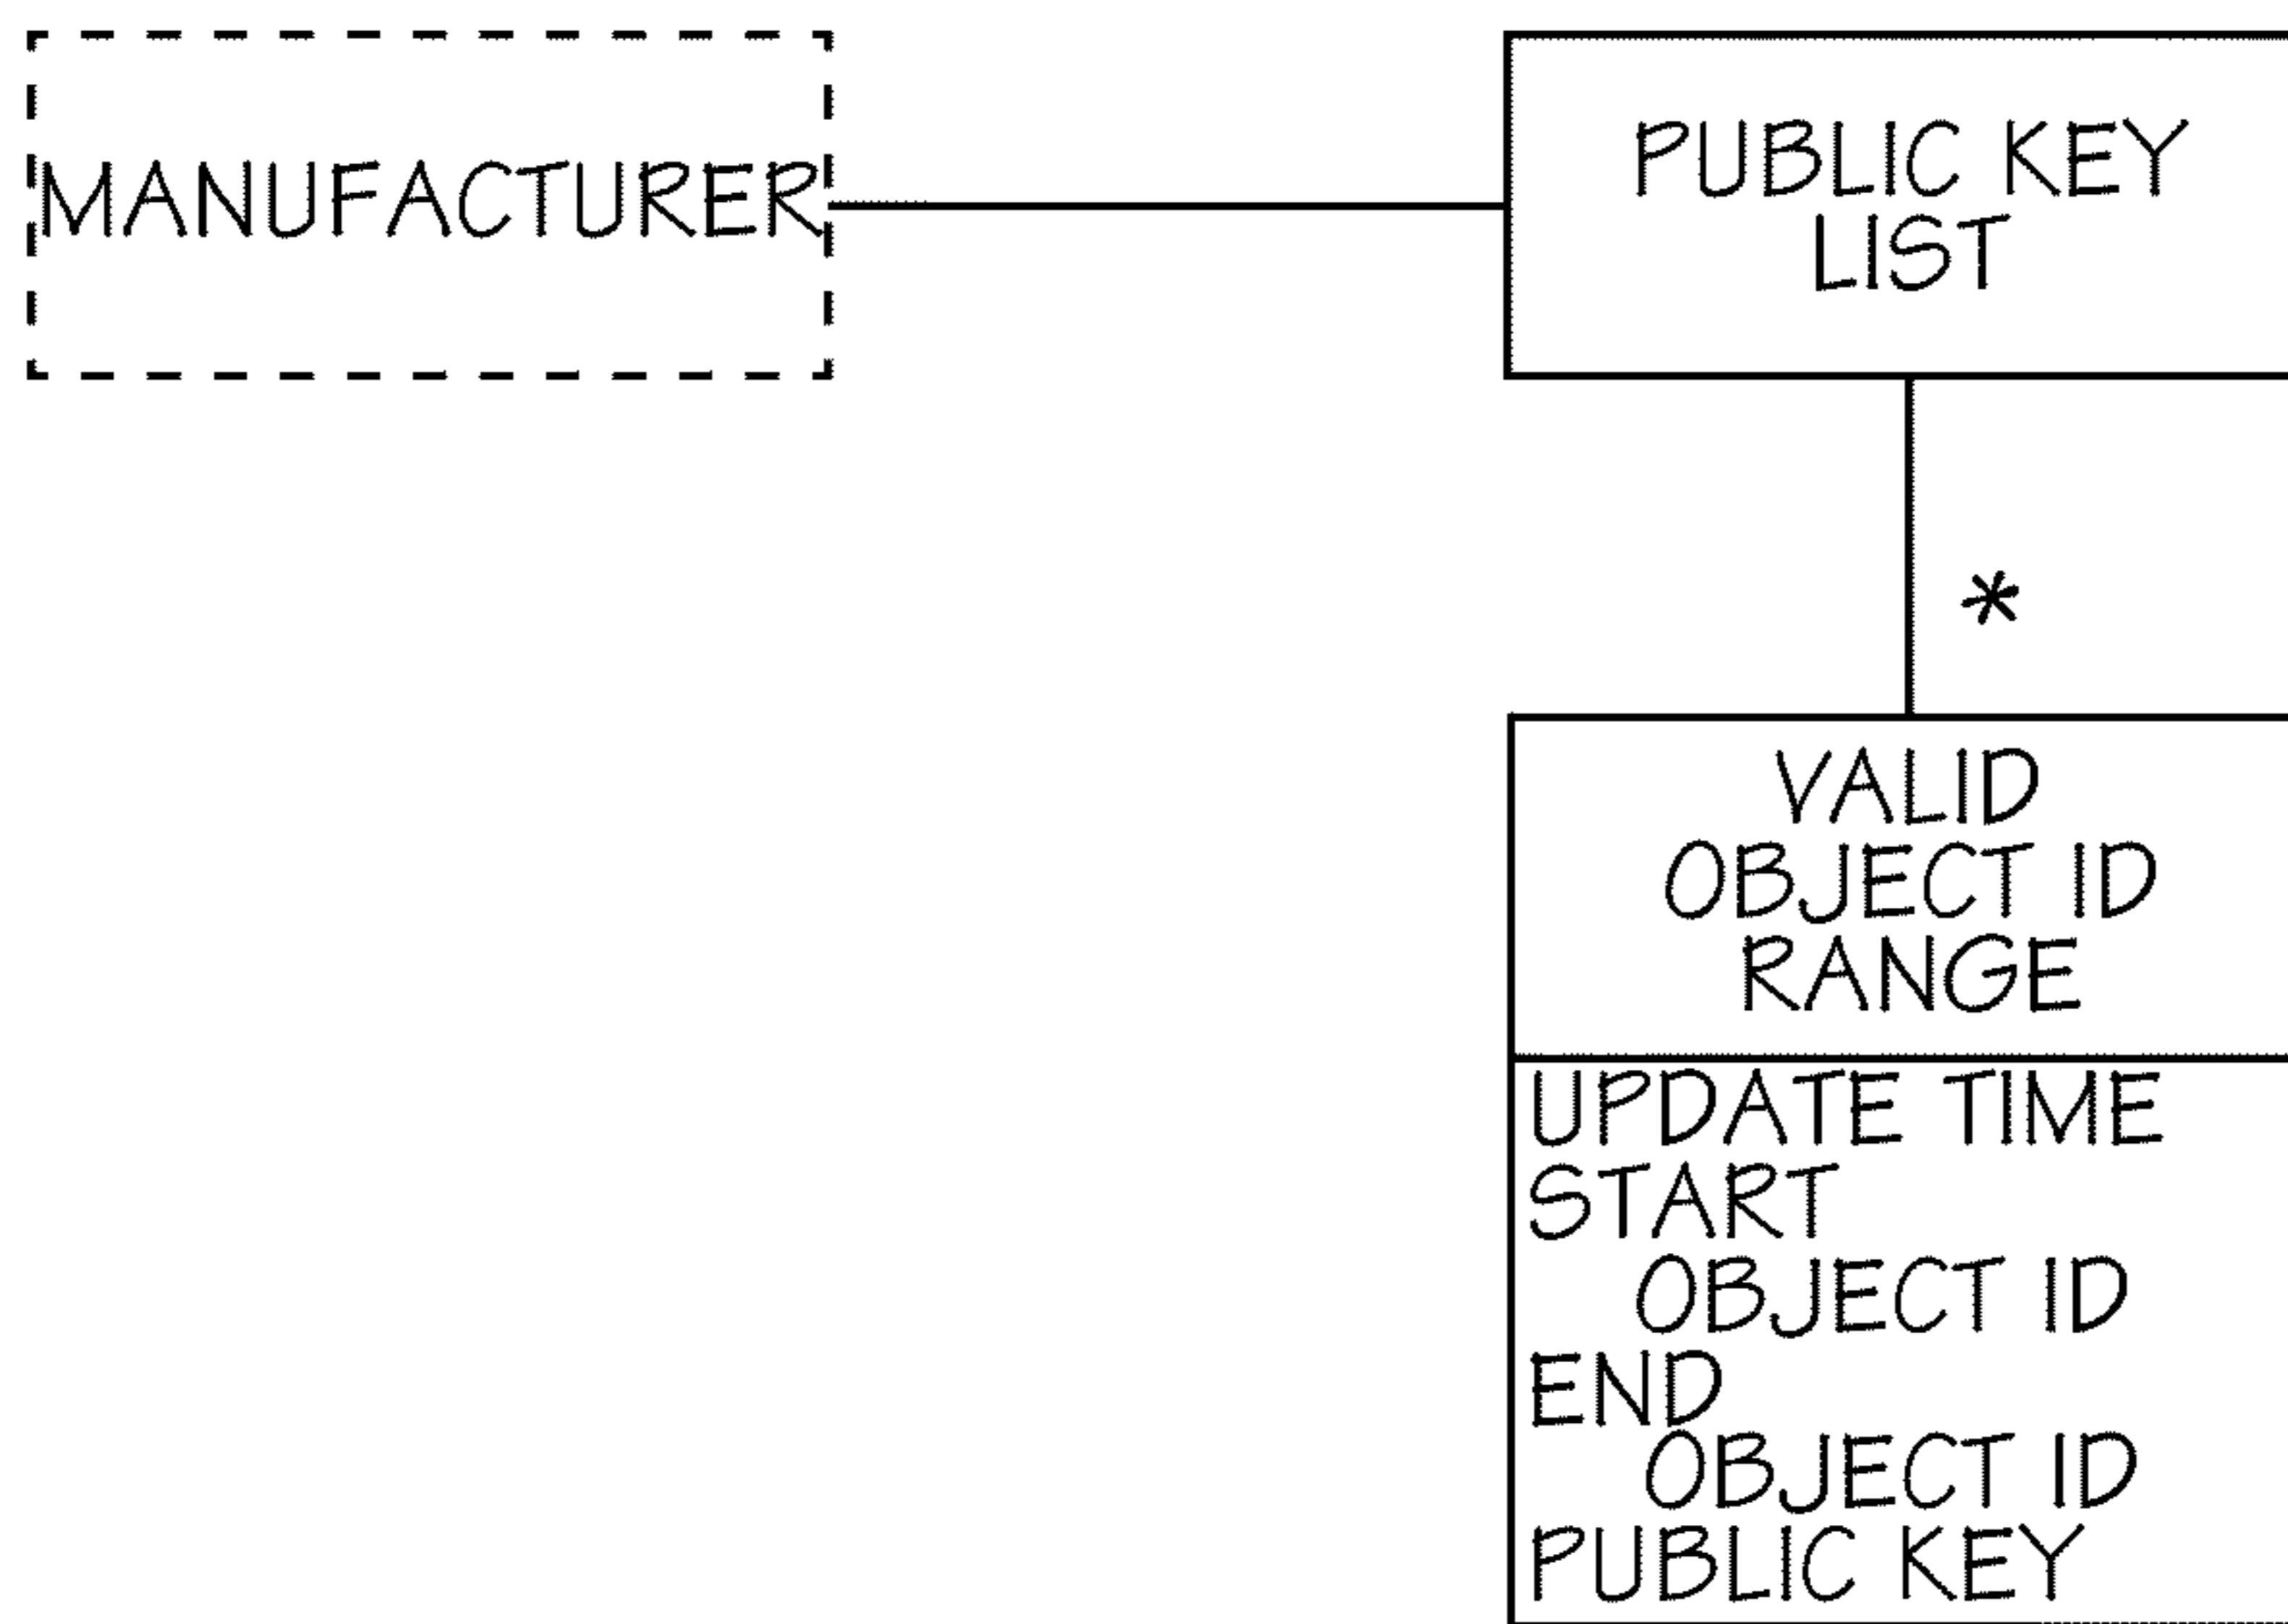 MANUFACTURER
PUBLIC KEY
LIST
*
VALID
OBJECT ID
RANGE
UPDATE TIME
START
OBJECT ID
END
OBJECT ID
PUBLIC KEY